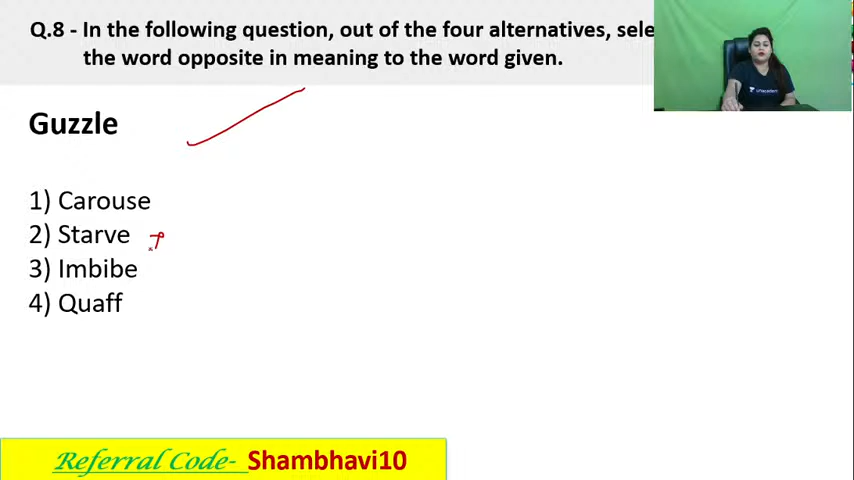 Q.8 - In the following question, out of the four alternatives, sele
the word opposite in meaning to the word given.
Guzzle
1) Carouse
2) Starve
3) Imbibe
4) Quaff
Referral Code- Shambhavi10